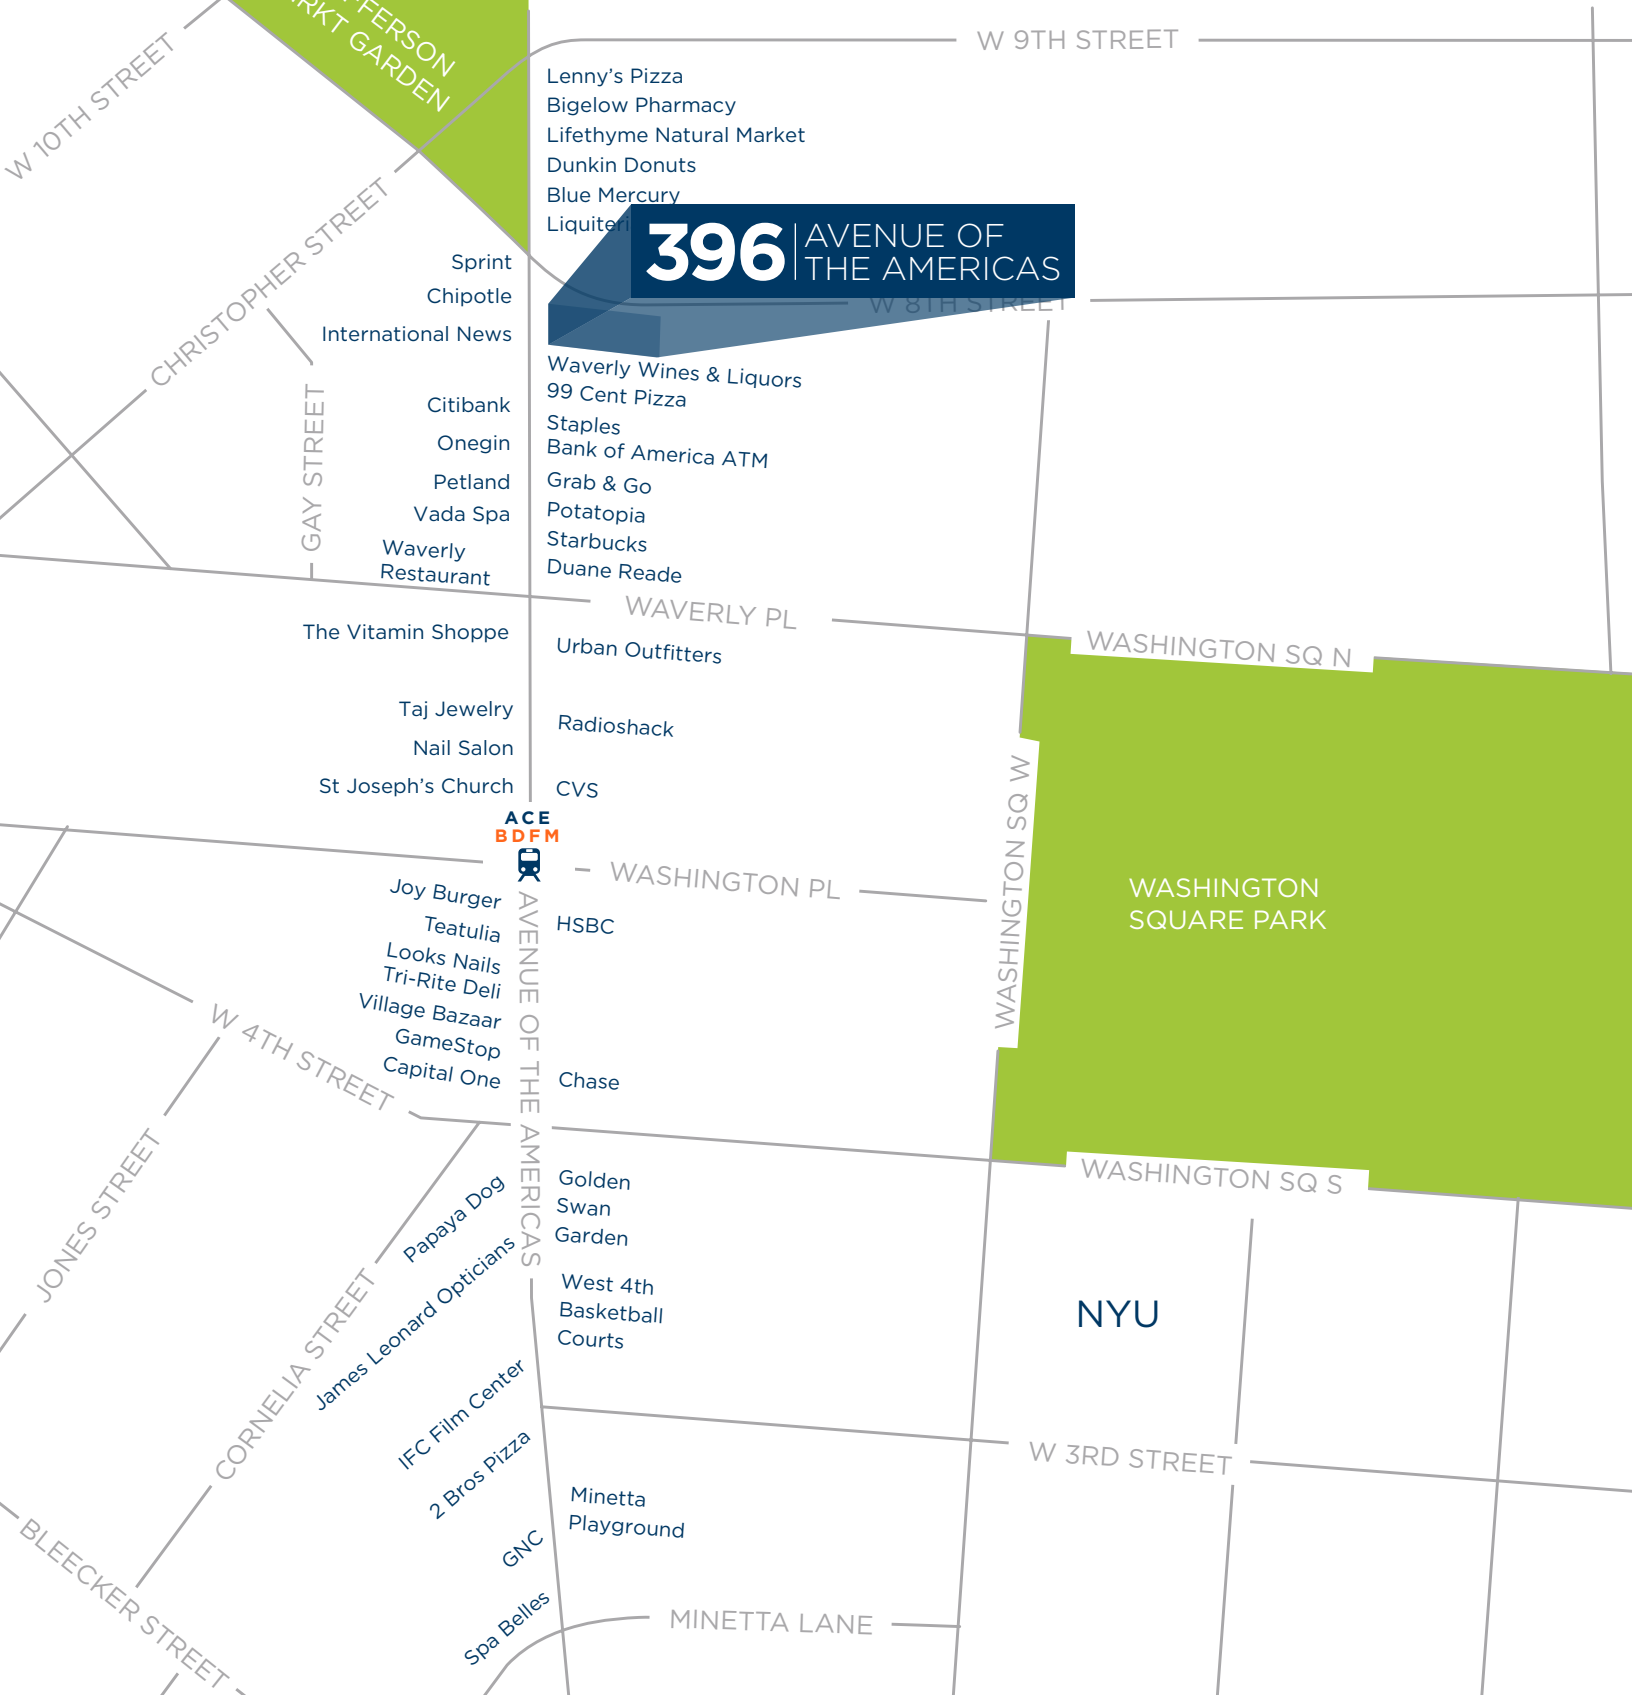 FFERSON
RKT GARDEN
W 10TH STREET
W 9TH STREET
Lenny’s Pizza
Bigelow Pharmacy
Lifethyme Natural Market
Dunkin Donuts
Blue Mercury
Liquiteri
396 AVENUE OF
THE AMERICAS
W 8TH STREET
CHRISTOPHER STREET
GAY STREET
Sprint
Chipotle
International News
Citibank
Onegin
Petland
Vada Spa
Waverly
Restaurant
Waverly Wines & Liquors
99 Cent Pizza
Staples
Bank of America ATM
Grab & Go
Potatopia
Starbucks
Duane Reade
WAVERLY PL
WASHINGTON SQ N
The Vitamin Shoppe
Urban Outfitters
Taj Jewelry
Radioshack
Nail Salon
St Joseph’s Church
CVS
ACE
BDFM
WASHINGTON PL
WASHINGTON SQ W
WASHINGTON
SQUARE PARK
AVENUE OF THE AMERICAS
Joy Burger
Teatulia
Looks Nails
Tri-Rite Deli
Village Bazaar
GameStop
Capital One
HSBC
Chase
W 4TH STREET
JONES STREET
CORNELIA STREET
WASHINGTON SQ S
Papaya Dog
James Leonard Opticians
Golden
Swan
Garden
West 4th
Basketball
Courts
NYU
IFC Film Center
2 Bros Pizza
GNC
Spa Belles
W 3RD STREET
Minetta
Playground
BLEECKER STREET
MINETTA LANE